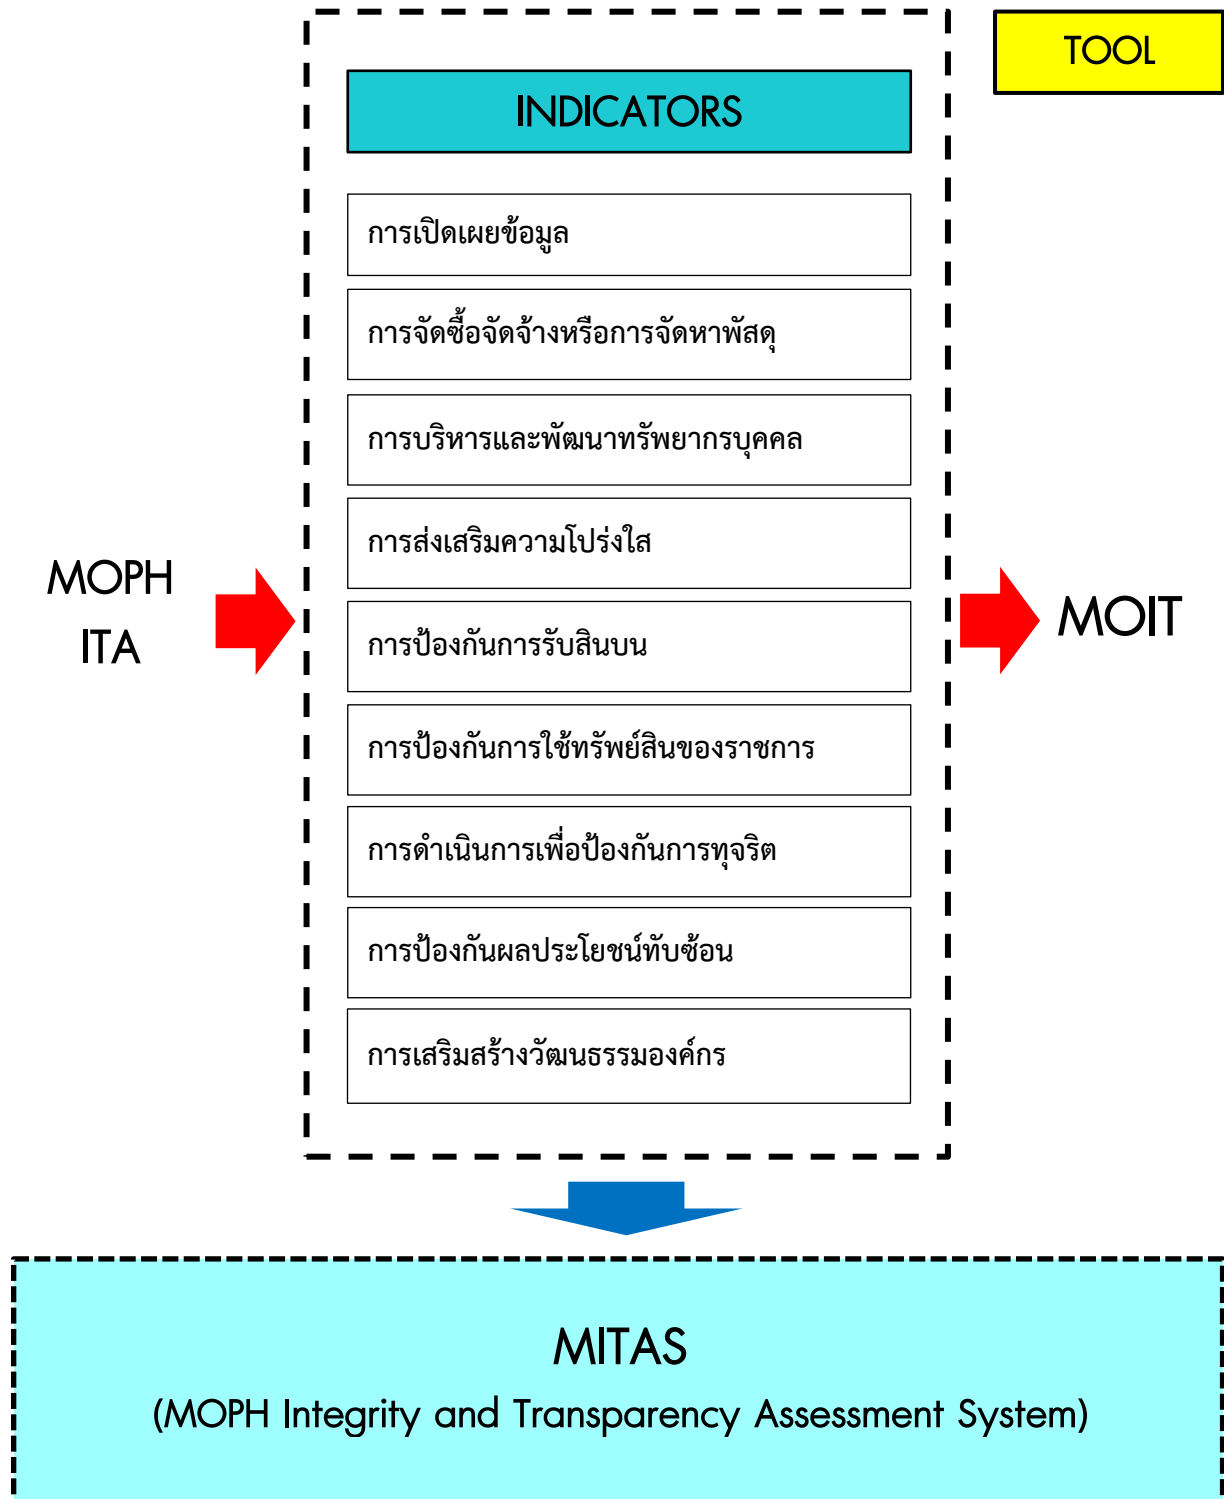 TOOL
INDICATORS
การเปิดเผยข้อมูล
การจัดซื้อจัดจ้างหรือการจัดหาพัสดุ
การบริหารและพัฒนาทรัพยากรบุคคล
การส่งเสริมความโปร่งใส
การป้องกันการรับสินบน
การป้องกันการใช้ทรัพย์สินของราชการ
การดำเนินการเพื่อป้องกันการทุจริต
การป้องกันผลประโยชน์ทับซ้อน
การเสริมสร้างวัฒนธรรมองค์กร
MOPH
ITA
MOIT
MITAS
(MOPH Integrity and Transparency Assessment System)